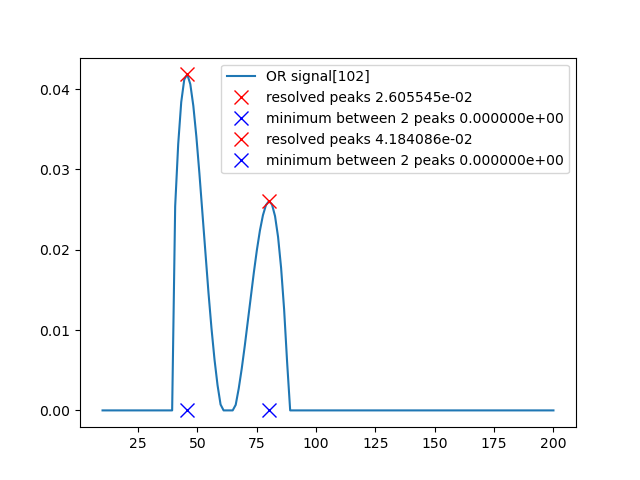 OR signal[102]
resolved peaks 2.605545e-02
minimum between 2 peaks 0.000000e+00
resolved peaks 4.184086e-02
minimum between 2 peaks 0.000000e+00
0.04
0.03
0.02
0.01
0.00
25 50 75 100 125 150 175 200